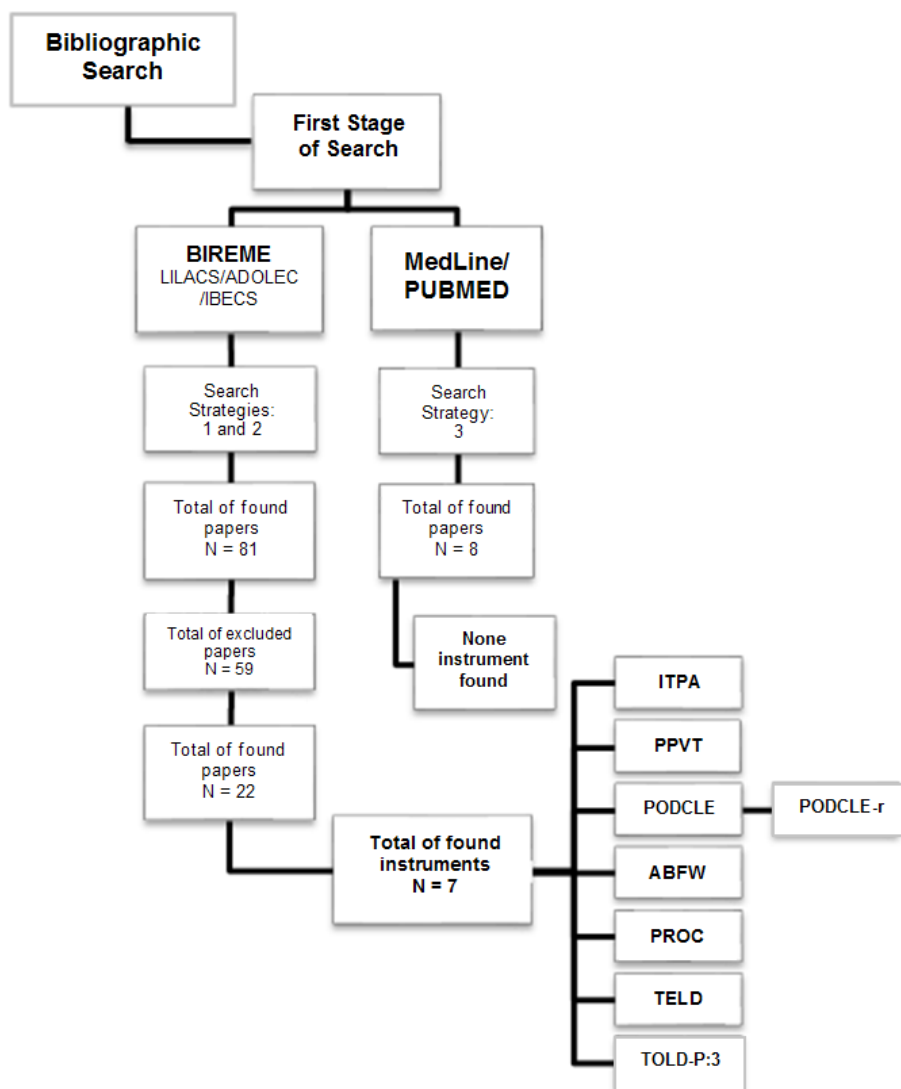 Bibliographic
Search
First Stage
of Search
BIREME
LILACS/ADOLEC
/IBECS
MedLine/
PUBMED
Search
Strategies:
1 and 2
Search
Strategy:
3
Total of found
papers
N = 81
Total of found
papers
N = 8
Total of excluded
papers
N = 59
None
instrument
found
Total of found
papers
N = 22
Total of found
instruments
N = 7
ITPA
PPVT
PODCLE
PODCLE-r
ABFW
PROC
TELD
TOLD-P:3